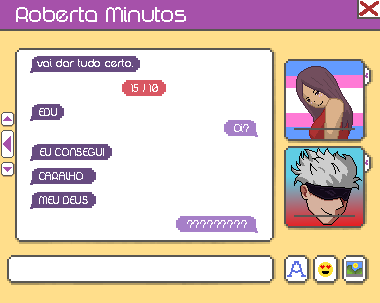 Roberta Minutos
vai dar tudo certo.
15 / 10
EDU
Oi?
EU CONSEGUI
CARALHO
MEU DEUS
?????????
A